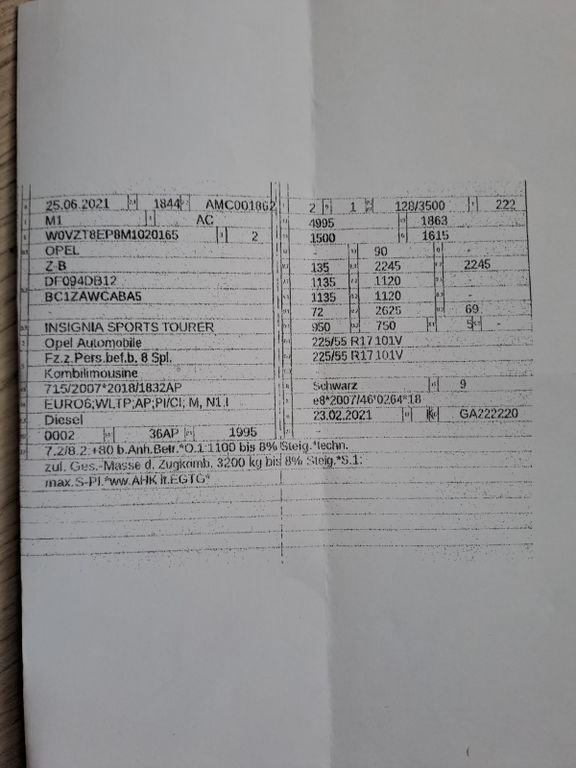 25.06.2021 1844 AMC001862
M1 AC
W0VZT8EP8M1020165 2
OPEL
Z-B
DF094DB12
BC1ZAWCABA5
-
INSIGNIA SPORTS TOURER
Opel Automobile
Fz.z.Pers.bef.b. 8 Spl.
Kombilimousine
715/2007*2018/1832AP
EURO6;WLTP;AP;PI/CI; M, N1 I
Diesel
0002 36AP 1995
2 1 128/3500 222
4995 1863
1500 1615
- 90 -
135 2245 2245
1135 1120 -
1135 1120 -
72 2625 69
950 750 5 -
225/55 R17 101V
225/55 R17 101V
-
Schwarz 9
e8*2007/46*0264*18
23.02.2021 K GA222220
-
7.2/8.2:+80 b.Anh.Betr.*O.1:1100 bis 8% Steig.*techn.
zul. Ges.-Masse d. Zugkomb. 3200 kg bis 8% Steig.*S.1:
max.S-Pl.*ww.AHK lt.EGTG*